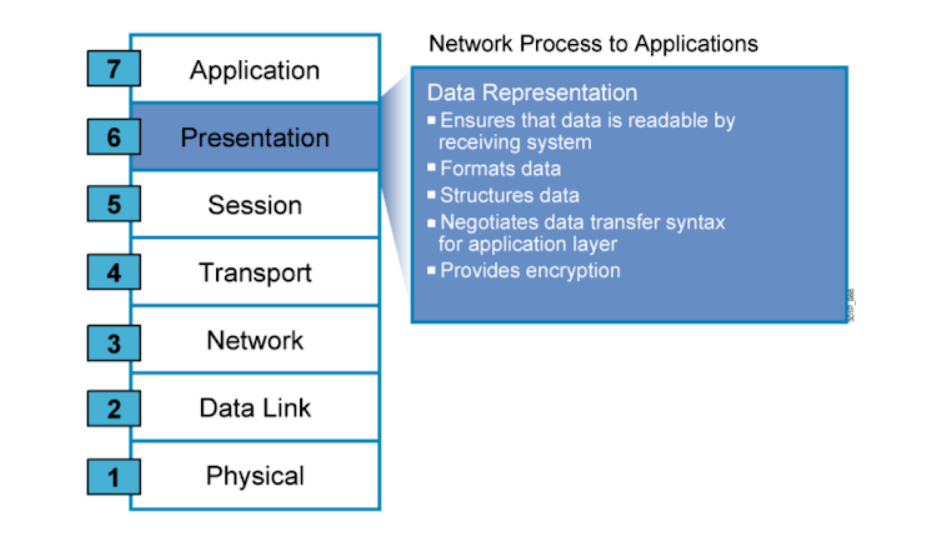 Network Process to Applications
7
Application
6
Presentation
5
Session
4
Transport
3
Network
2
Data Link
1
Physical
Data Representation
Ensures that data is readable by
receiving system
Formats data
Structures data
Negotiates data transfer syntax
for application layer
Provides encryption